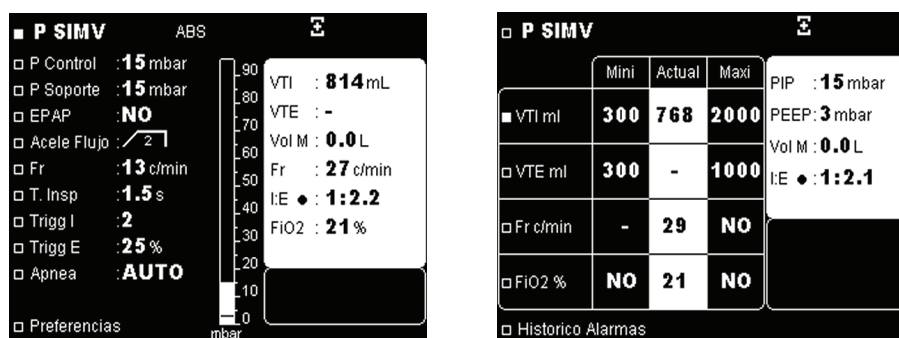 P SIMV ABS
P Control :15 mbar
P Soporte :15 mbar
EPAP :NO
Acele Flujo : 2
Fr :13 c/min
T. Insp :1.5 s
Trigg I :2
Trigg E :25 %
Apnea :AUTO
Preferencias
90
80
70
60
50
40
30
20
10
0
mbar
VTI : 814 mL
VTE : -
Vol M : 0.0 L
Fr : 27 c/min
I:E : 1:2.2
FiO2 : 21 %
P SIMV
Mini Actual Maxi
VTI ml 300 768 2000
VTE ml 300 - 1000
Fr c/min - 29 NO
FiO2 % NO 21 NO
Historico Alarmas
PIP :15 mbar
PEEP:3 mbar
Vol M :0.0 L
I:E :1:2.1